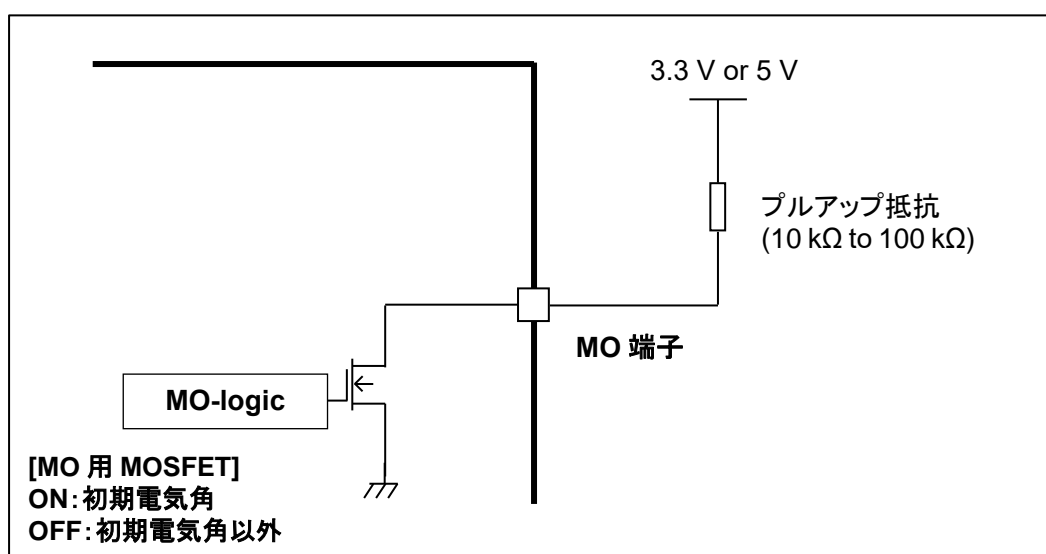 3.3 V or 5 V
プルアップ抵抗
(10 kΩ to 100 kΩ)
MO 端子
MO-logic
[MO 用 MOSFET]
ON：初期電気角
OFF：初期電気角以外